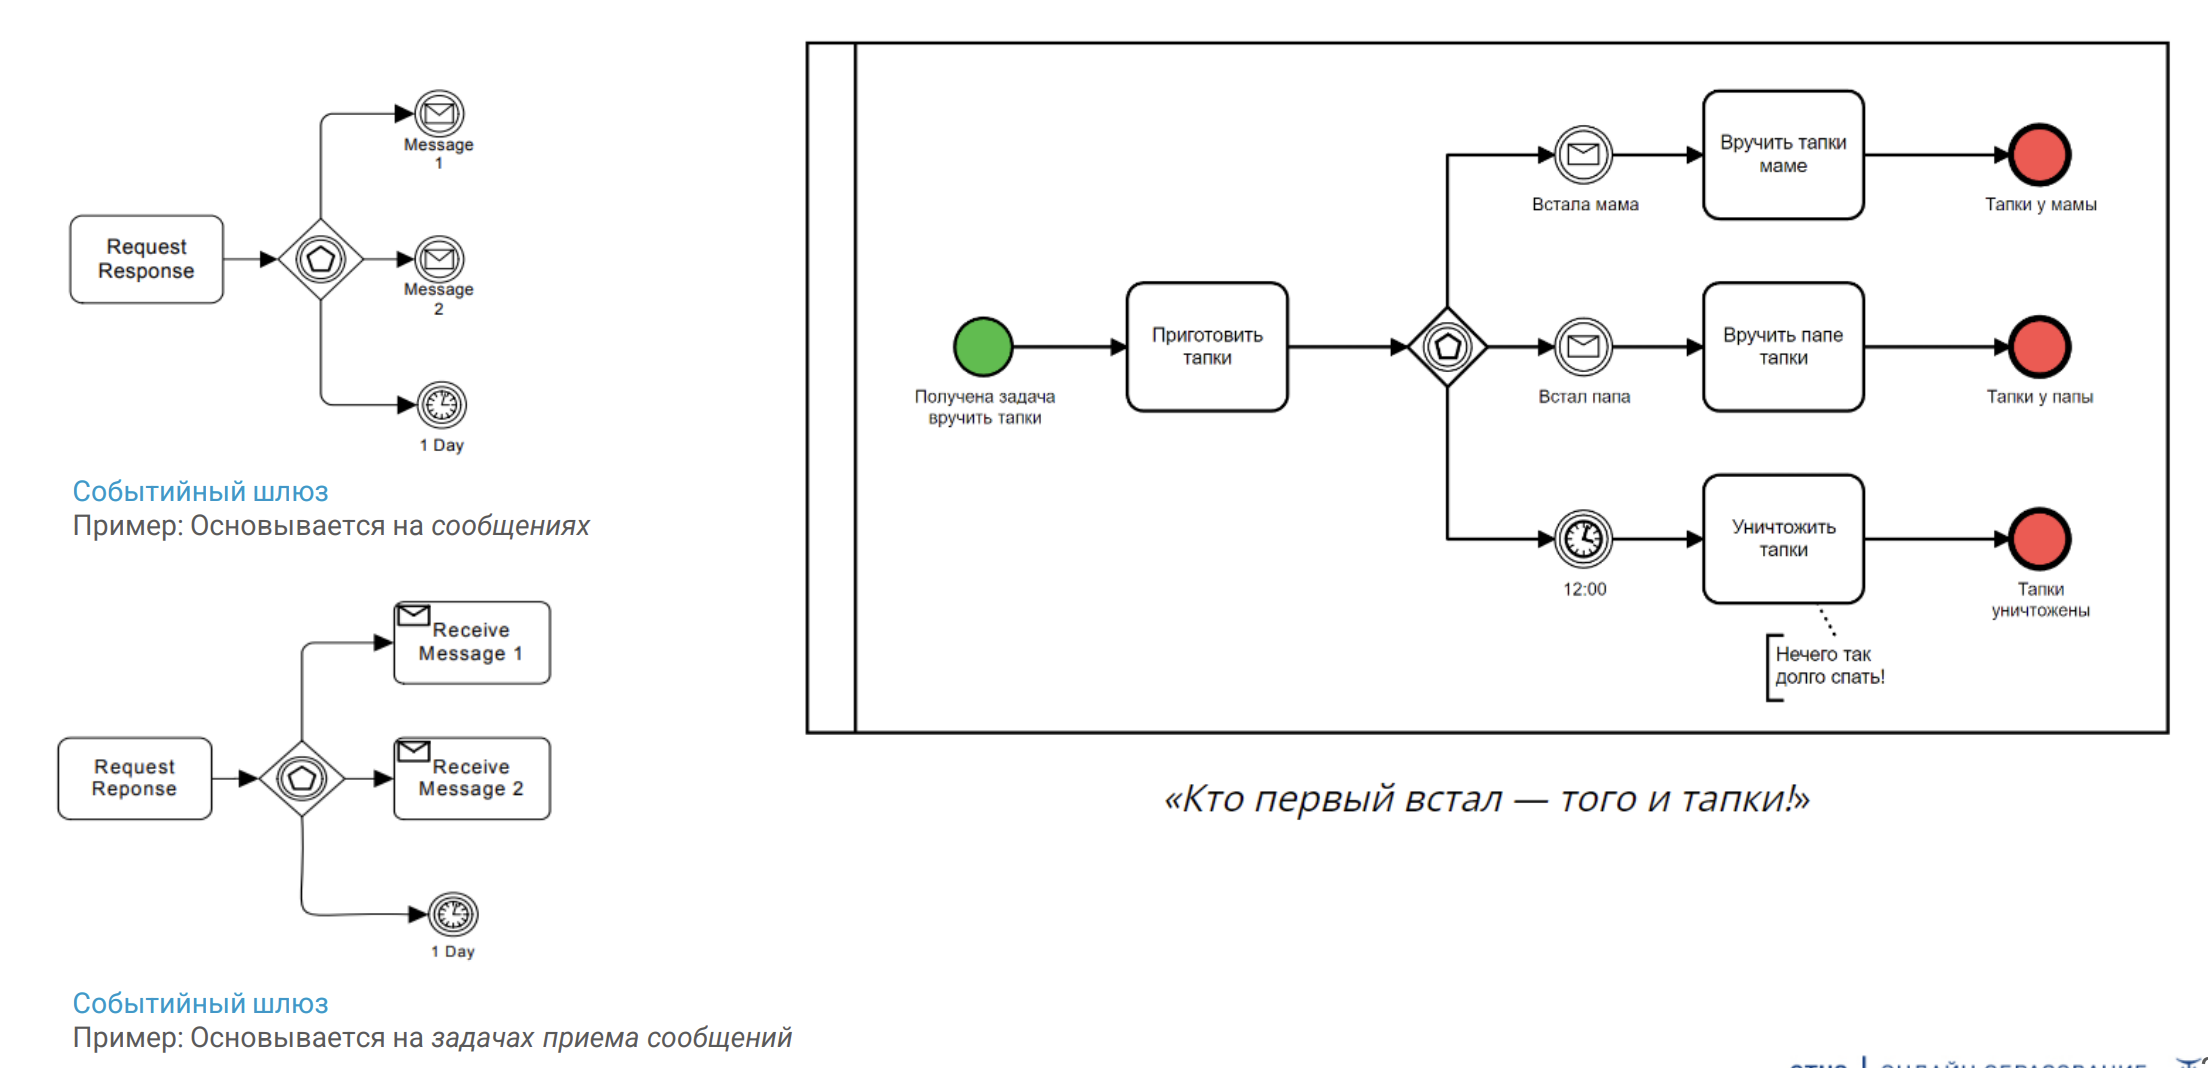 Message
1
Request
Response
Message
2
1 Day
Событийный шлюз
Пример: Основывается на сообщениях
Receive
Message 1
Request
Reponse
Receive
Message 2
1 Day
Событийный шлюз
Пример: Основывается на задачах приема сообщений
Получена задача
вручить тапки
Приготовить
тапки
Встала мама
Вручить тапки
маме
Тапки у мамы
Встал папа
Вручить папе
тапки
Тапки у папы
12:00
Уничтожить
тапки
Тапки
уничтожены
Нечего так
долго спать!
«Кто первый встал — того и тапки!»